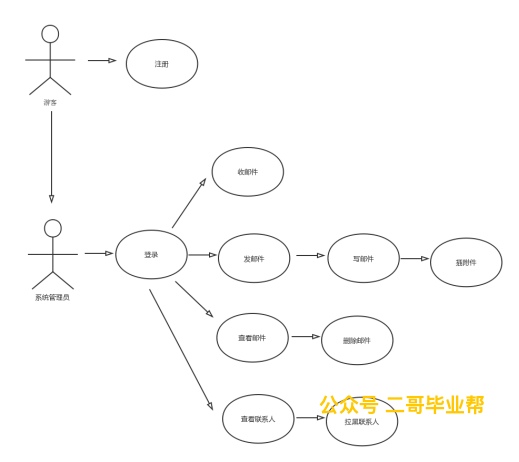 注册
游客
收邮件
登录
发邮件
写邮件
插附件
系统管理员
查看邮件
删除邮件
公众号 二哥毕业帮
查看联系人
拉黑联系人